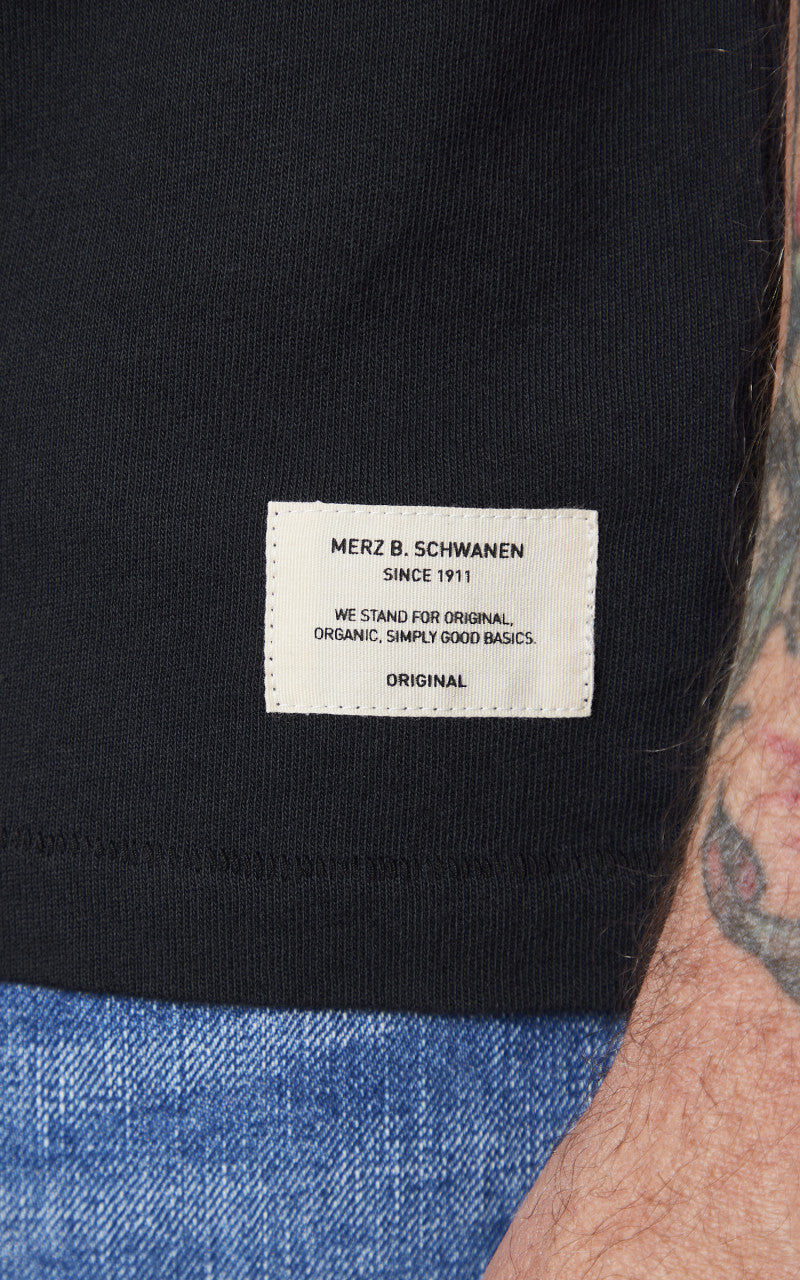 MERZ B. SCHWANEN
SINCE 1911
WE STAND FOR ORIGINAL,
ORGANIC, SIMPLY GOOD BASICS.
ORIGINAL